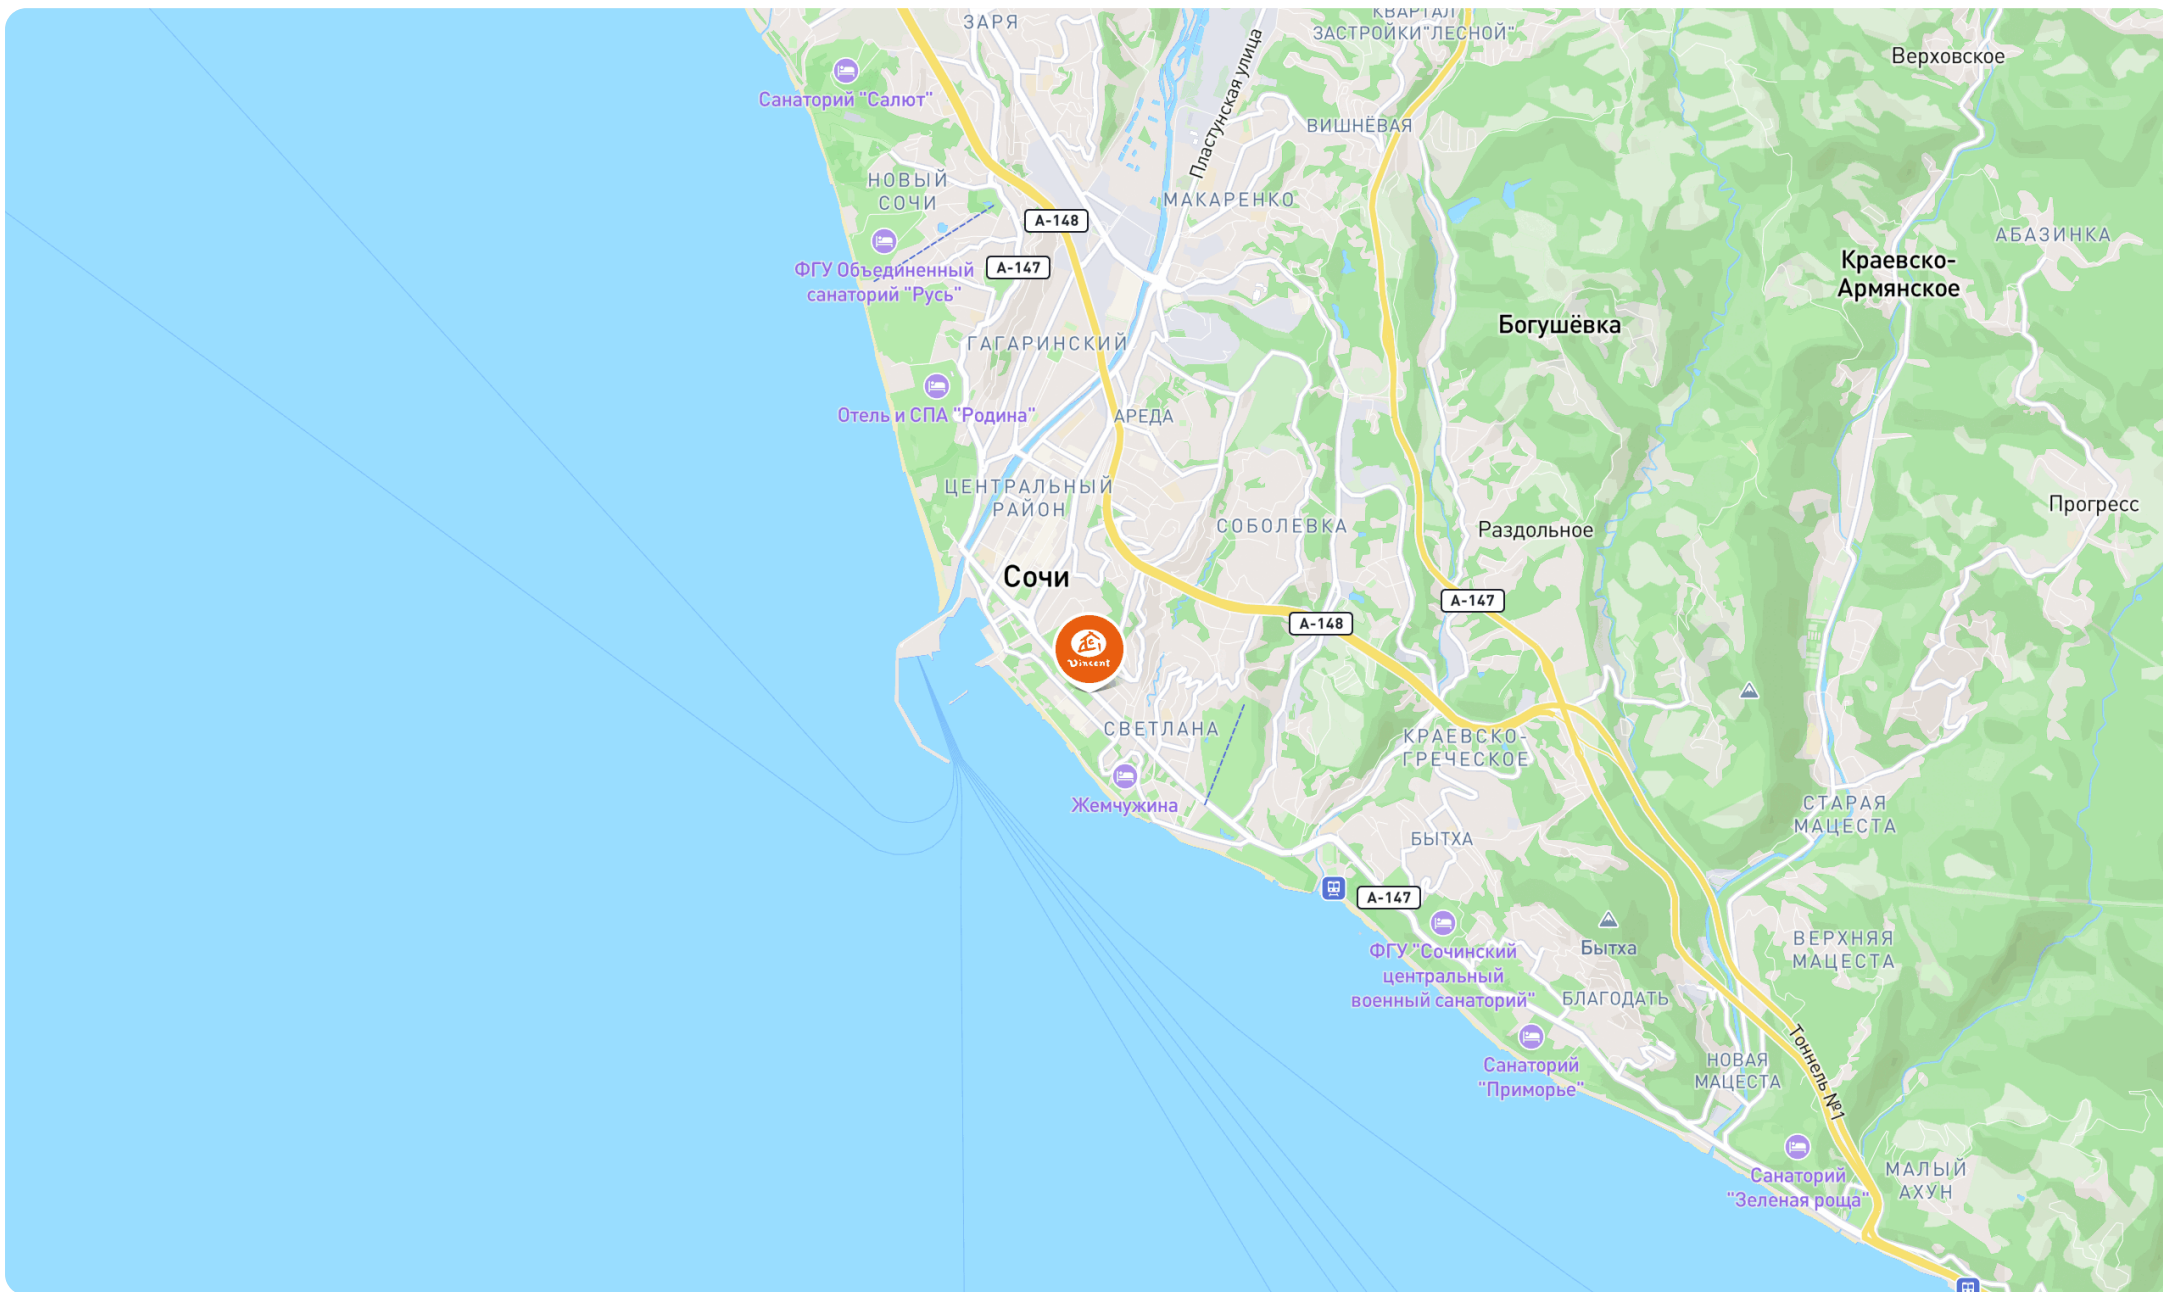 ЗАРЯ
КВАРТАЛ
ЗАСТРОЙКИ"ЛЕСНОЙ"
Верховское
Санаторий "Салют"
Пластунская улица
ВИШНЁВАЯ
НОВЫЙ
СОЧИ
МАКАРЕНКО
А-148
АБАЗИНКА
ФГУ Объединенный
санаторий "Русь"
А-147
Краевско-
Армянское
Богушёвка
ГАГАРИНСКИЙ
Отель и СПА "Родина"
АРЕДА
ЦЕНТРАЛЬНЫЙ
РАЙОН
СОБОЛЕВКА
Раздольное
Прогресс
Сочи
А-147
А-148
Vincent
СВЕТЛАНА
КРАЕВСКО-
ГРЕЧЕСКОЕ
Жемчужина
СТАРАЯ
МАЦЕСТА
БЫТХА
А-147
ФГУ "Сочинский
центральный
военный санаторий"
Бытха
ВЕРХНЯЯ
МАЦЕСТА
БЛАГОДАТЬ
Санаторий
"Приморье"
НОВАЯ
МАЦЕСТА
Тоннель №1
Санаторий
"Зеленая роща"
МАЛЫЙ
АХУН